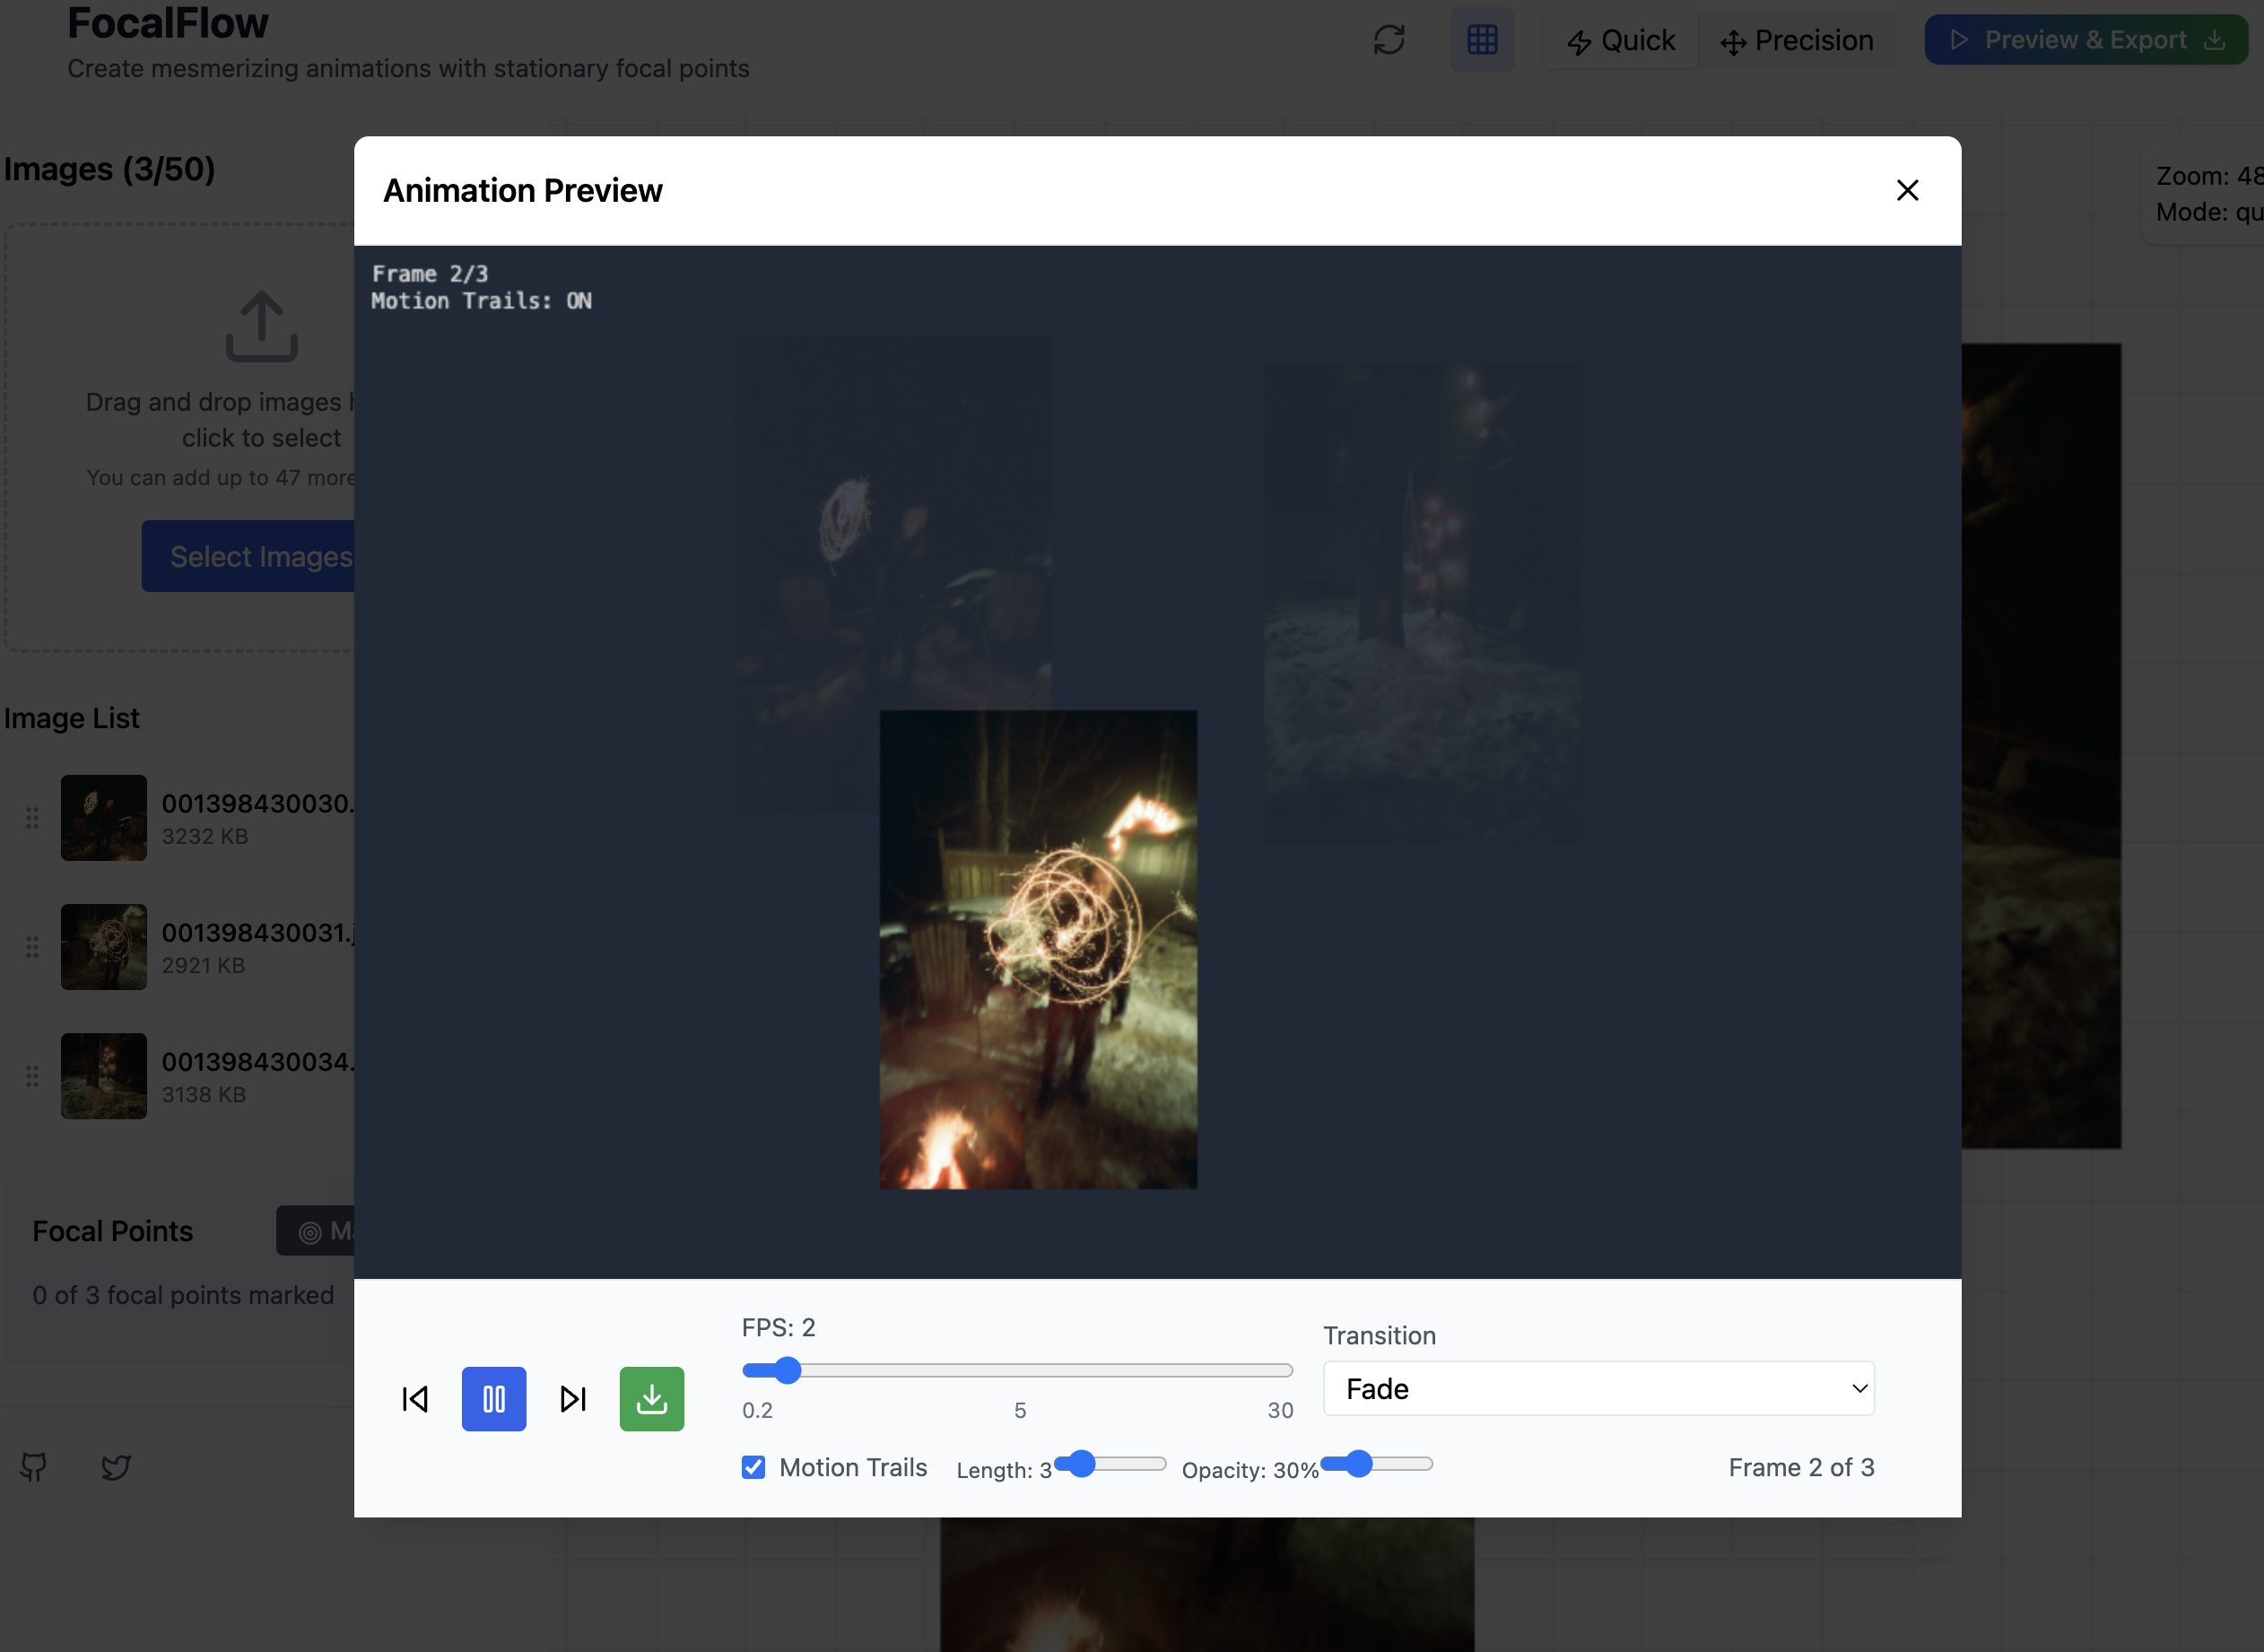 FocalFlow
Create mesmerizing animations with stationary focal points
Quick
Precision
Preview & Export
Images (3/50)
Zoom: 48
Mode:
Drag and drop images
click to select
You can add up to 47 more
Select Images
Image List
001398430030.
3232 KB
001398430031.j
2921 KB
001398430034.
3138 KB
Focal Points
0 of 3 focal points marked
Animation Preview
Frame 2/3
Motion Trails: ON
FPS: 2
0.2 5 30
Transition
Fade
Motion Trails
Length: 3
Opacity: 30%
Frame 2 of 3